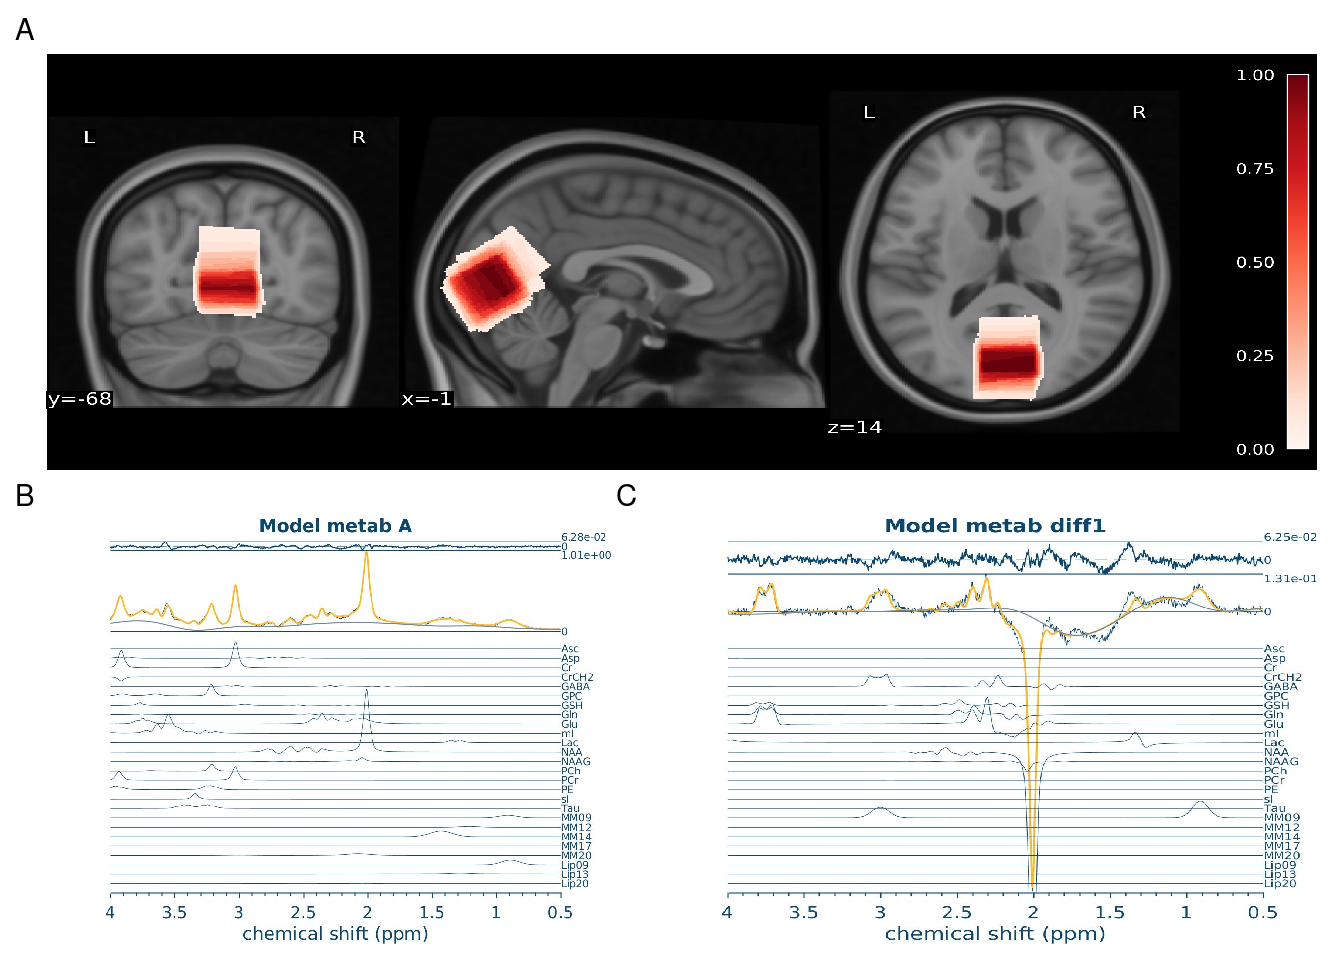 A
L R
L R
1.00
0.75
0.50
0.25
0.00
y=-68
x=-1
z=14
B
Model metab A
6.28e-02
0
1.01e+00
0
Asc
Asp
Cr
CrCH2
GABA
GPC
GSH
Gln
Glu
mI
Lac
NAA
NAAG
PCh
PCr
PE
sI
Tau
MM09
MM12
MM14
MM17
MM20
Lip09
Lip13
Lip20
4 3.5 3 2.5 2 1.5 1 0.5
chemical shift (ppm)
C
Model metab diff1
6.25e-02
0
1.31e-01
0
Asc
Asp
Cr
CrCH2
GABA
GPC
GSH
Gln
Glu
mI
Lac
NAA
NAAG
PCh
PCr
PE
sI
Tau
MM09
MM12
MM14
MM17
MM20
Lip09
Lip13
Lip20
4 3.5 3 2.5 2 1.5 1 0.5
chemical shift (ppm)